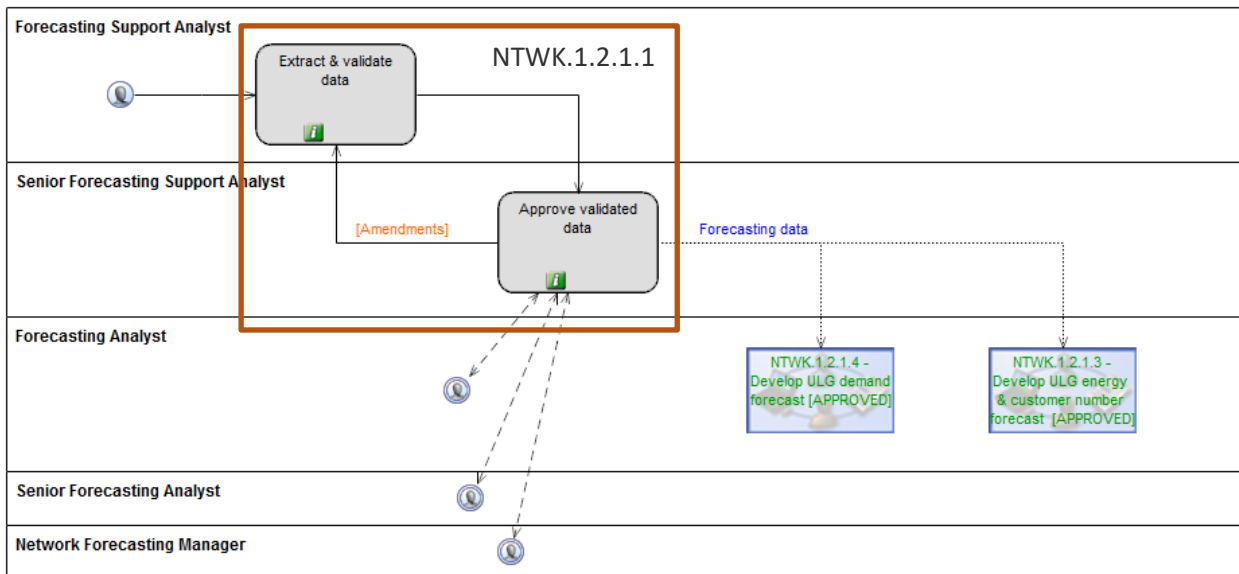 Forecasting Support Analyst
NTWK.1.2.1.1
Extract & validate
data
Senior Forecasting Support Analyst
Approve validated
data
[Amendments]
Forecasting data
Forecasting Analyst
NTWK.1.2.1.4 -
Develop ULG demand
forecast [APPROVED]
NTWK.1.2.1.3 -
Develop ULG energy
& customer number
forecast [APPROVED]
Senior Forecasting Analyst
Network Forecasting Manager